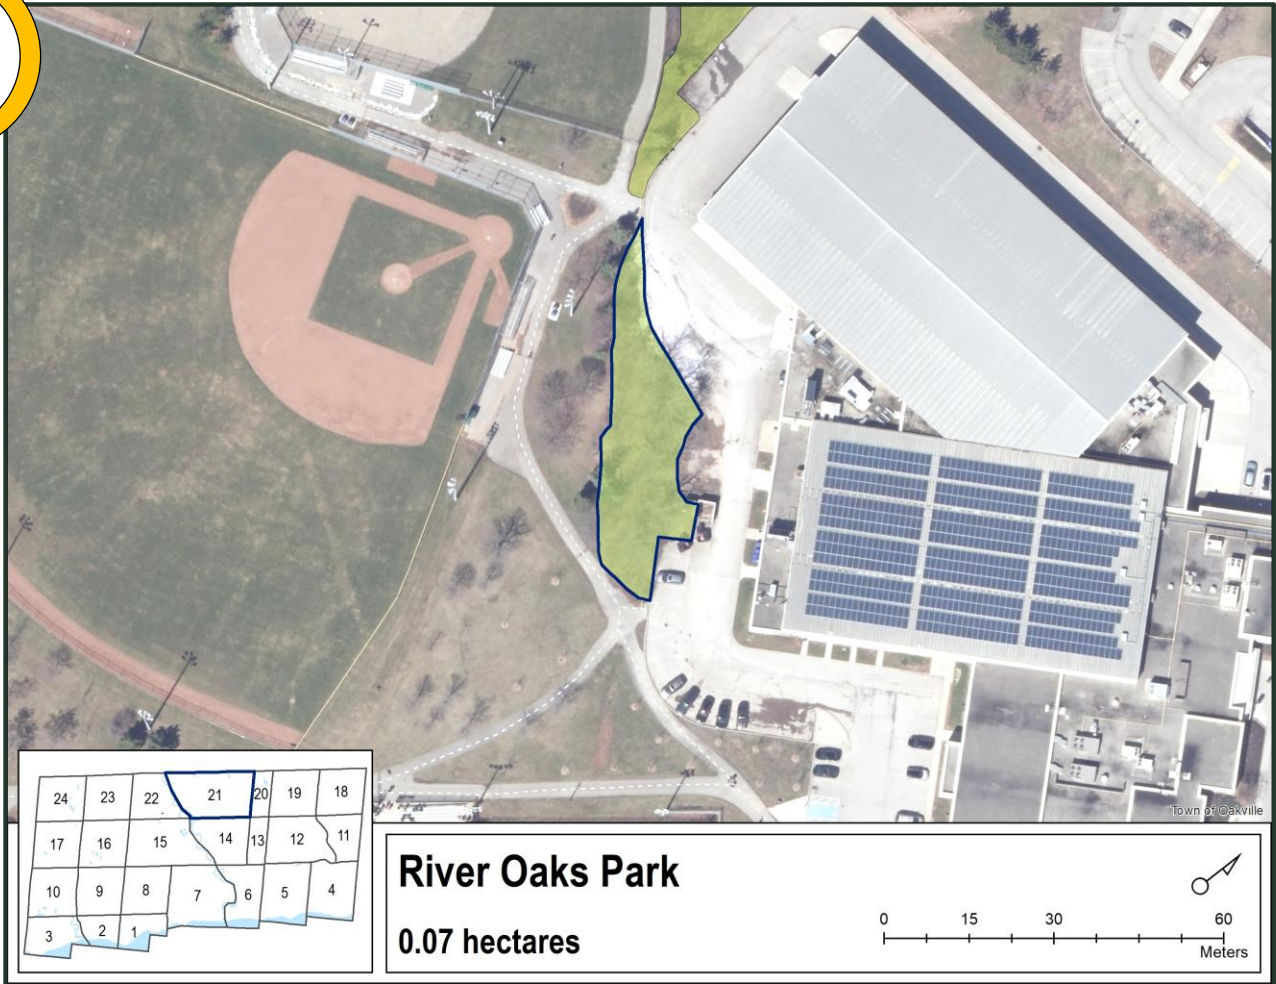 Town of Oakville
24 23 22 21 20 19 18
17 16 15 14 13 12 11
10 9 8 7 6 5 4
3 2 1
River Oaks Park
0.07 hectares
0 15 30 60
Meters